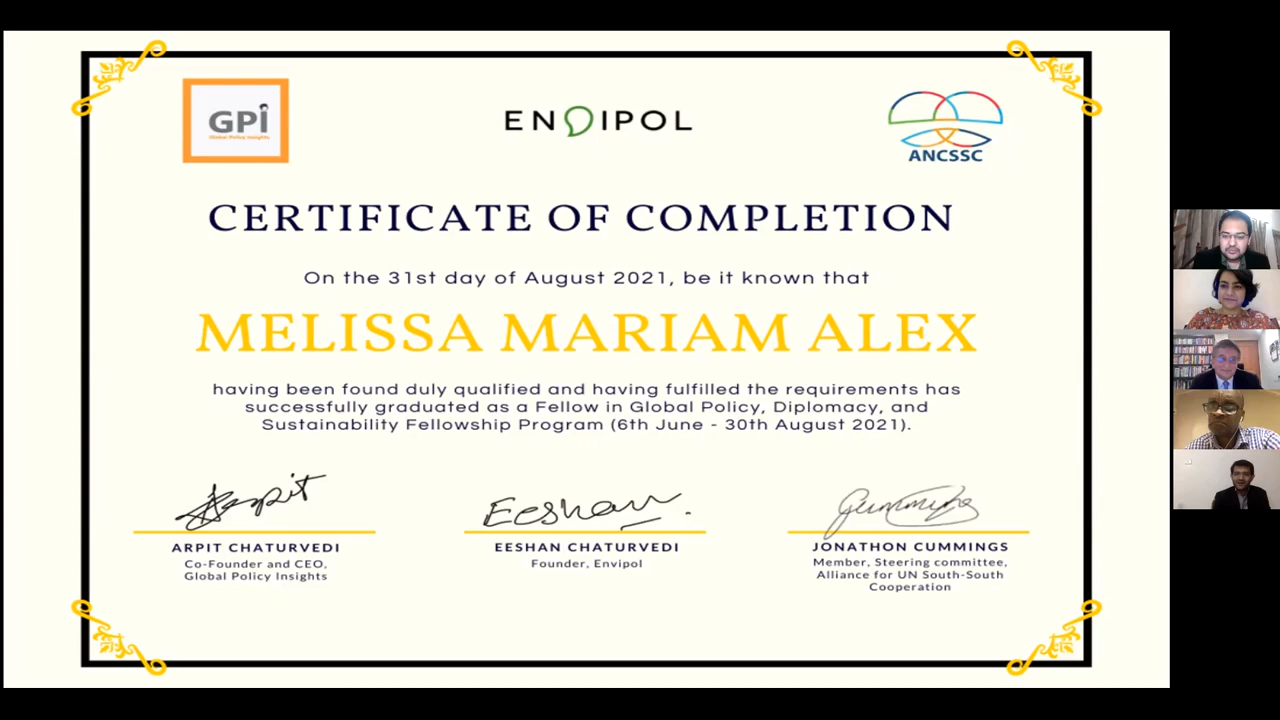 GPi
Global Policy Insights
ENVIPOL
ANCSSC
CERTIFICATE OF COMPLETION
On the 31st day of August 2021, be it known that
MELISSA MARIAM ALEX
having been found duly qualified and having fulfilled the requirements has
successfully graduated as a Fellow in Global Policy, Diplomacy, and
Sustainability Fellowship Program (6th June - 30th August 2021).
Arpit
Eeshan
Cummings
ARPIT CHATURVEDI
Co-Founder and CEO,
Global Policy Insights
EESHAN CHATURVEDI
Founder, Envipol
JONATHON CUMMINGS
Member, Steering committee,
Alliance for UN South-South
Cooperation